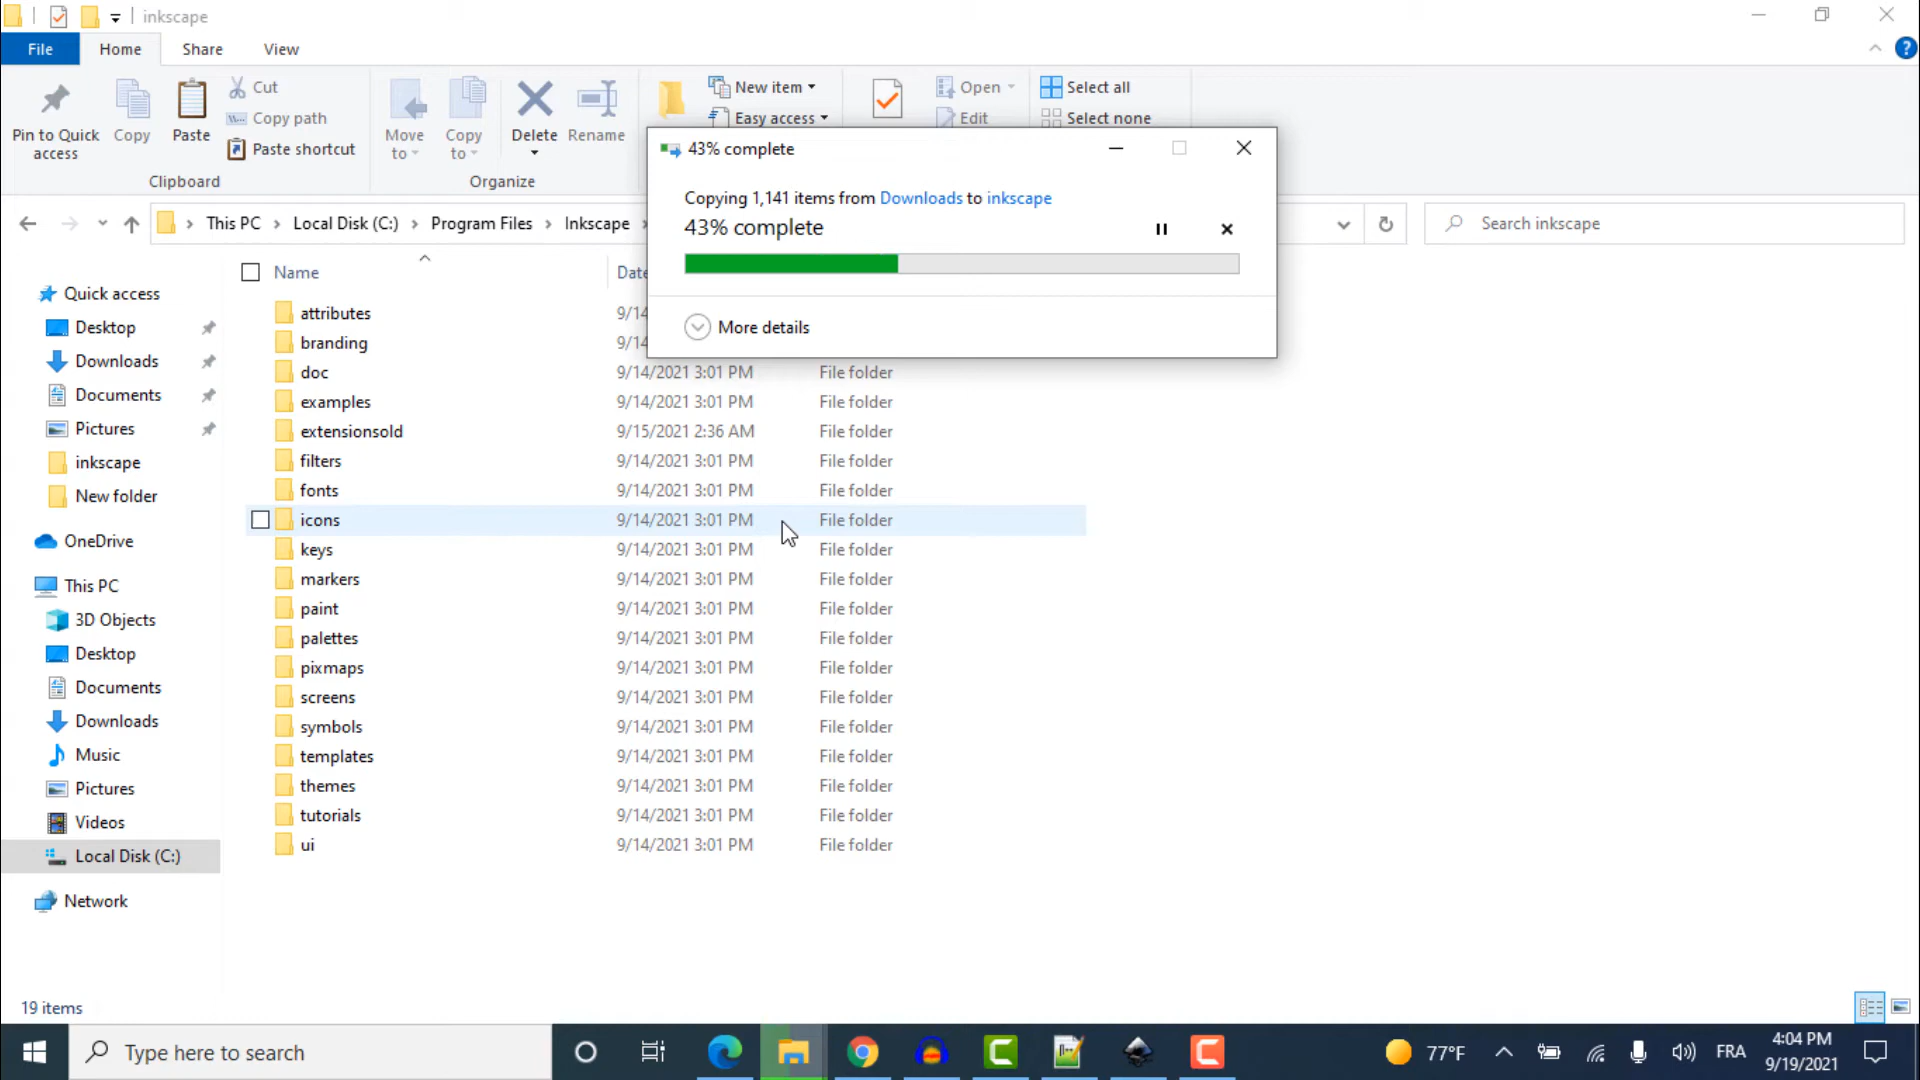 inkscape
File Home Share View
Pin to Quick access
Copy
Paste
Cut
Copy path
Paste shortcut
Clipboard
Move to
Copy to
Delete
Rename
Organize
New item
Easy access
Open
Edit
Select all
Select none
43% complete
Copying 1,141 items from Downloads to inkscape
43% complete
More details
This PC Local Disk (C:) Program Files Inkscape
Search inkscape
Quick access
Desktop
Downloads
Documents
Pictures
inkscape
New folder
OneDrive
This PC
3D Objects
Desktop
Documents
Downloads
Music
Pictures
Videos
Local Disk (C:)
Network
Name Date
attributes 9/14
branding 9/14
doc 9/14/2021 3:01 PM File folder
examples 9/14/2021 3:01 PM File folder
extensionsold 9/15/2021 2:36 AM File folder
filters 9/14/2021 3:01 PM File folder
fonts 9/14/2021 3:01 PM File folder
icons 9/14/2021 3:01 PM File folder
keys 9/14/2021 3:01 PM File folder
markers 9/14/2021 3:01 PM File folder
paint 9/14/2021 3:01 PM File folder
palettes 9/14/2021 3:01 PM File folder
pixmaps 9/14/2021 3:01 PM File folder
screens 9/14/2021 3:01 PM File folder
symbols 9/14/2021 3:01 PM File folder
templates 9/14/2021 3:01 PM File folder
themes 9/14/2021 3:01 PM File folder
tutorials 9/14/2021 3:01 PM File folder
ui 9/14/2021 3:01 PM File folder
19 items
Type here to search
77°F
FRA
4:04 PM
9/19/2021